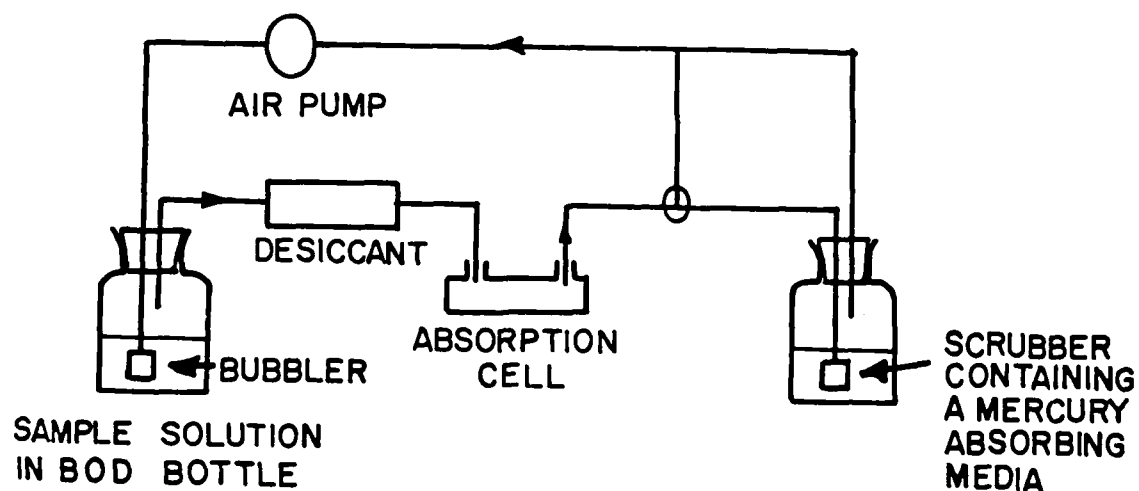 AIR PUMP
DESICCANT
ABSORPTION
CELL
BUBBLER
SAMPLE SOLUTION
IN BOD BOTTLE
SCRUBBER
CONTAINING
A MERCURY
ABSORBING
MEDIA